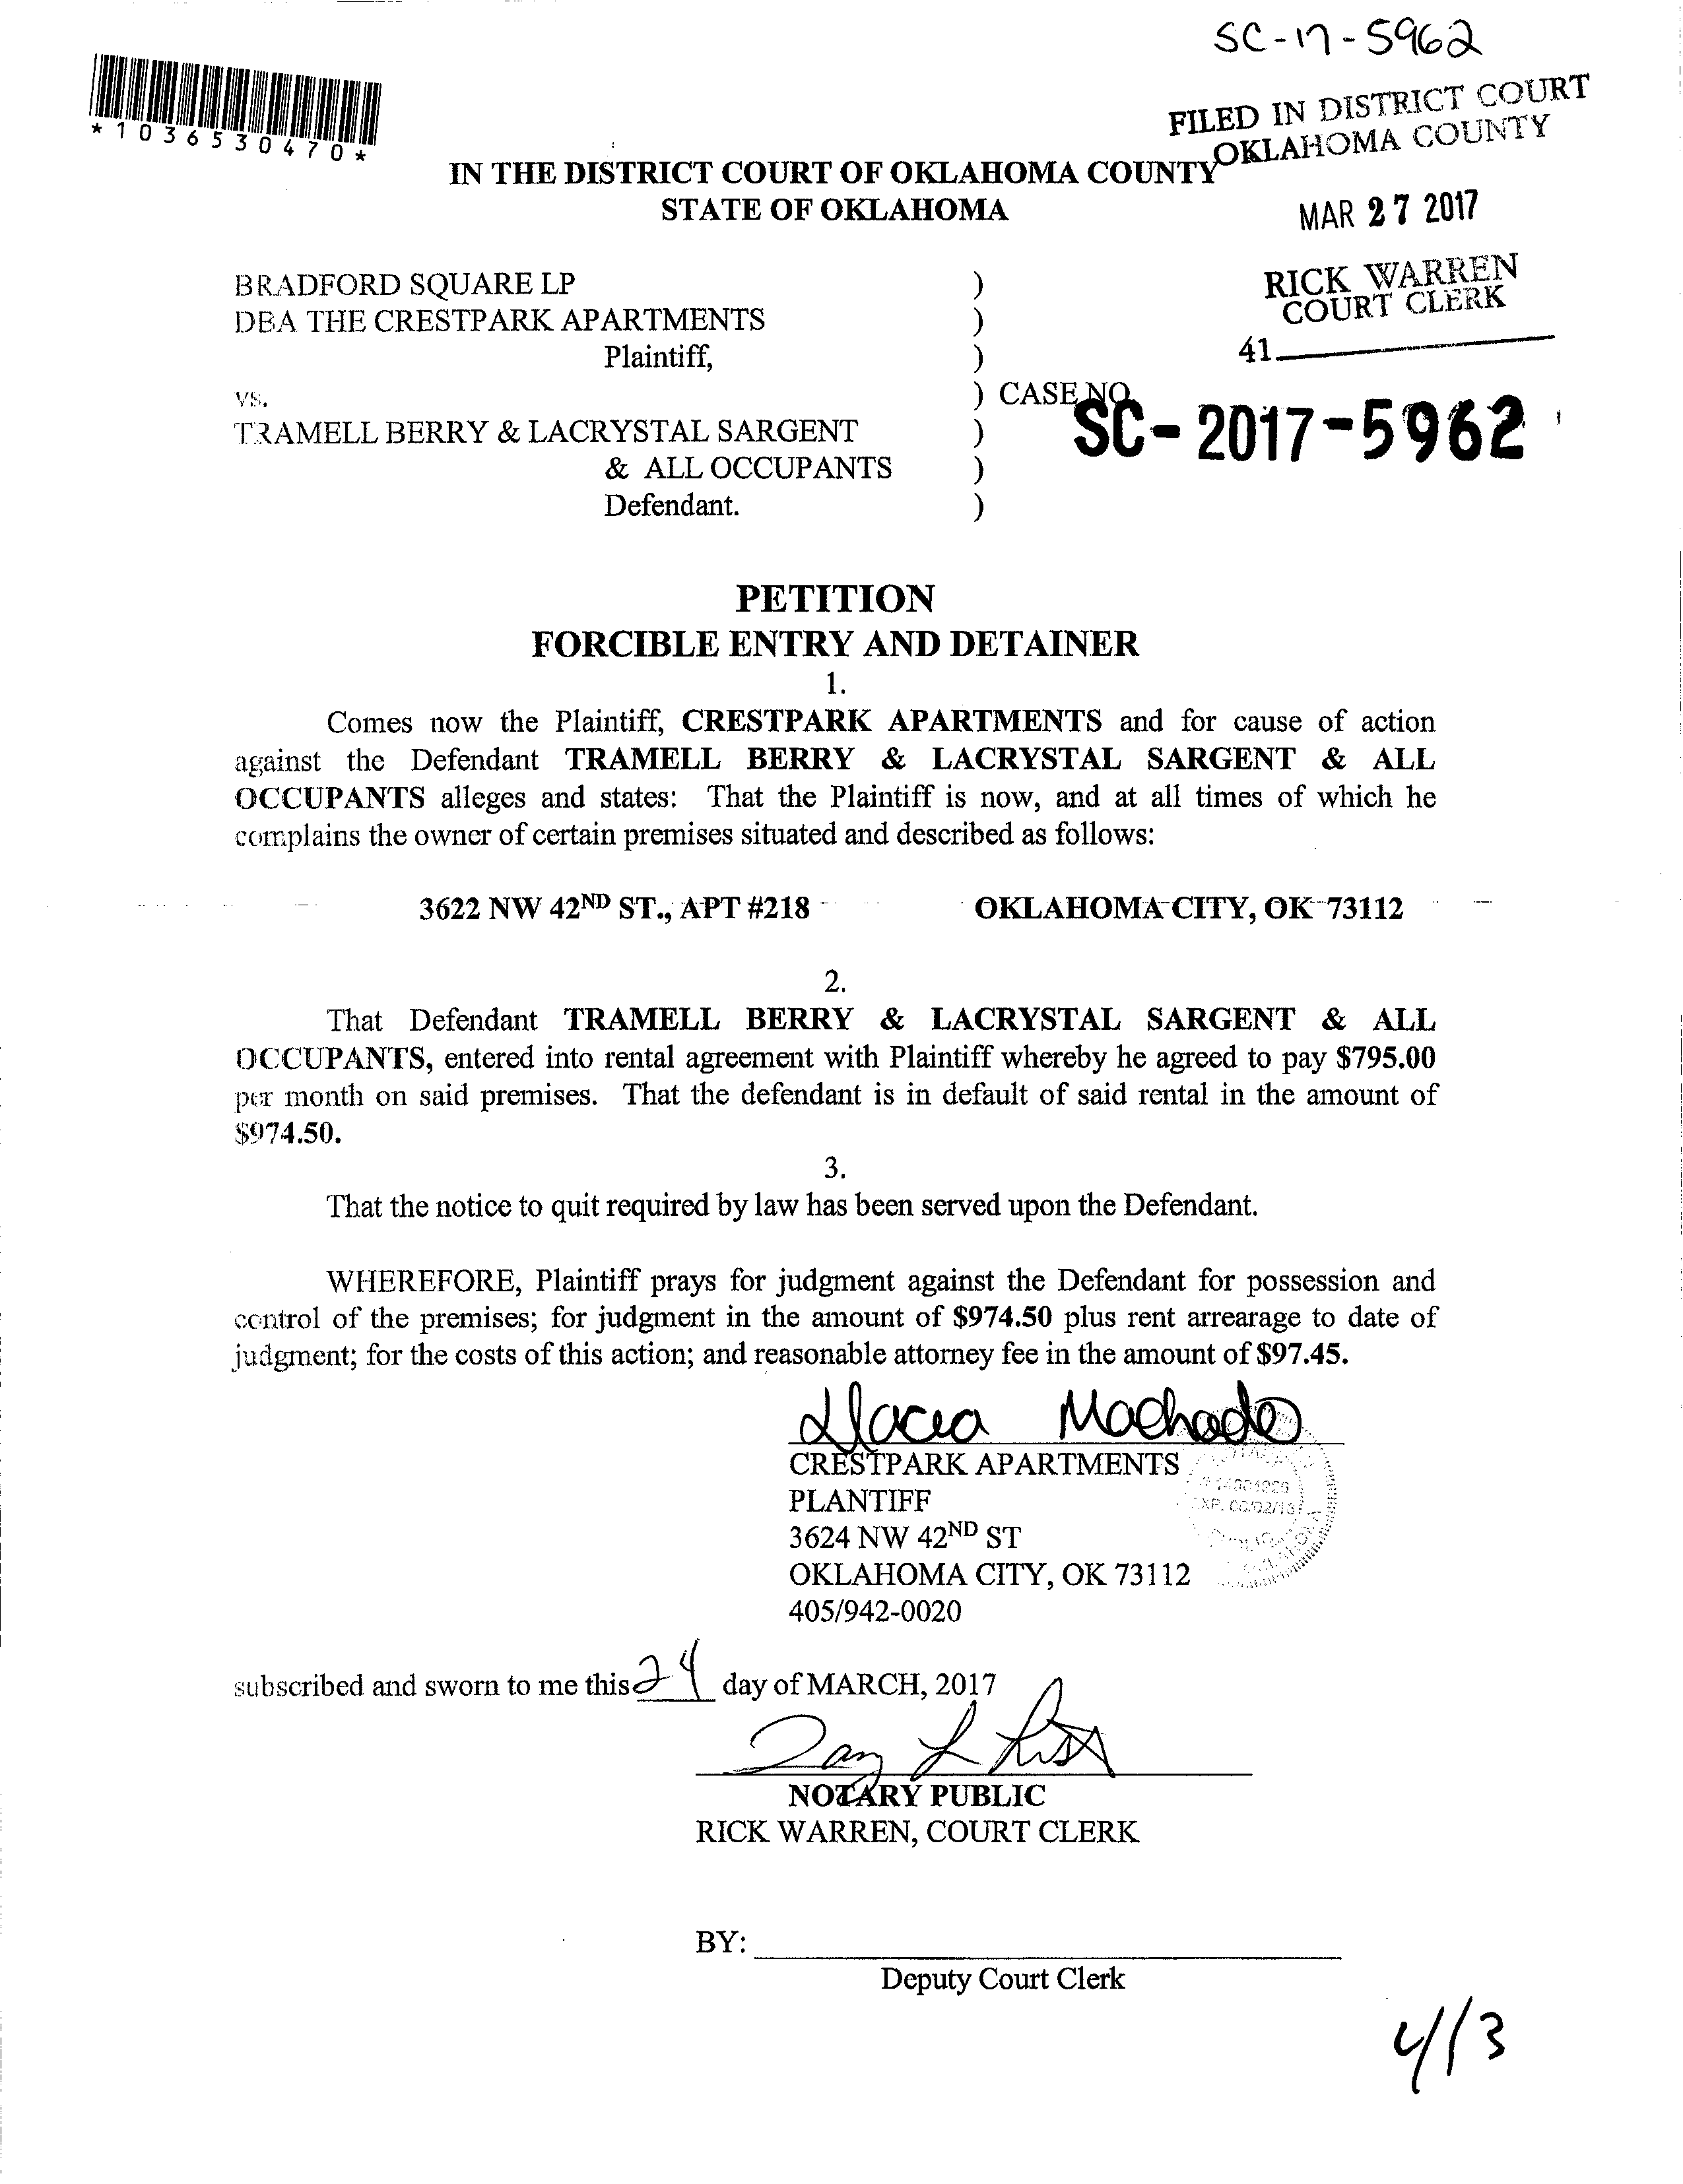 SC-17-5962
*1036530470*
FILED IN DISTRICT COURT
OKLAHOMA COUNTY
IN THE DISTRICT COURT OF OKLAHOMA COUNTY
STATE OF OKLAHOMA
MAR 27 2017
RICK WARREN
COURT CLERK
41
BRADFORD SQUARE LP )
DBA THE CRESTPARK APARTMENTS )
Plaintiff, )
vs. ) CASE NO.
SC-2017-5962
TRAMELL BERRY & LACRYSTAL SARGENT )
& ALL OCCUPANTS )
Defendant. )
PETITION
FORCIBLE ENTRY AND DETAINER
1.
Comes now the Plaintiff, CRESTPARK APARTMENTS and for cause of action
against the Defendant TRAMELL BERRY & LACRYSTAL SARGENT & ALL
OCCUPANTS alleges and states: That the Plaintiff is now, and at all times of which he
complains the owner of certain premises situated and described as follows:
3622 NW 42ND ST., APT #218 OKLAHOMA CITY, OK 73112
2.
That Defendant TRAMELL BERRY & LACRYSTAL SARGENT & ALL
OCCUPANTS, entered into rental agreement with Plaintiff whereby he agreed to pay $795.00
per month on said premises. That the defendant is in default of said rental in the amount of
$974.50.
3.
That the notice to quit required by law has been served upon the Defendant.
WHEREFORE, Plaintiff prays for judgment against the Defendant for possession and
control of the premises; for judgment in the amount of $974.50 plus rent arrearage to date of
judgment; for the costs of this action; and reasonable attorney fee in the amount of $97.45.
Machado
CRESTPARK APARTMENTS
PLANTIFF
3624 NW 42ND ST
OKLAHOMA CITY, OK 73112
405/942-0020
subscribed and sworn to me this 24 day of MARCH, 2017
NOTARY PUBLIC
RICK WARREN, COURT CLERK
BY:
Deputy Court Clerk
4/13